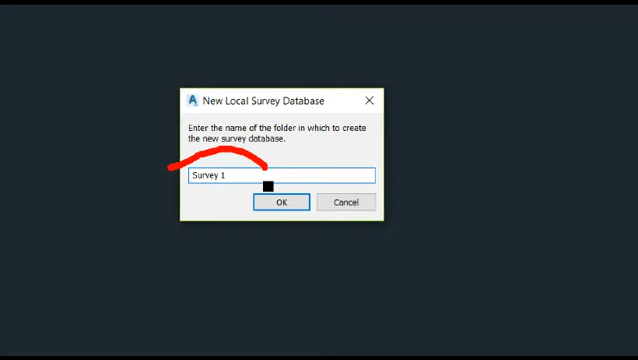 New Local Survey Database
Enter the name of the folder in which to create
the new survey database.
Survey 1
OK
Cancel